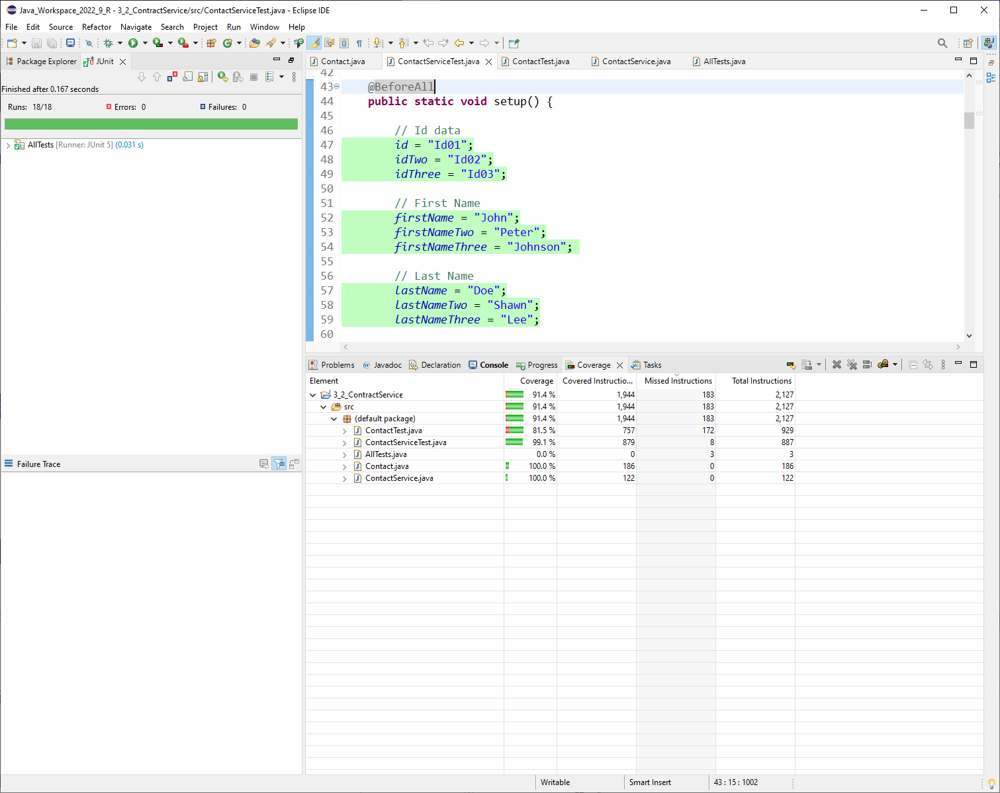 Java_Workspace_2022_9_R - 3_2_ContractService/src/ContactServiceTest.java - Eclipse IDE
File Edit Source Refactor Navigate Search Project Run Window Help
Package Explorer JUnit
Finished after 0.167 seconds
Runs: 18/18 Errors: 0 Failures: 0
AllTests [Runner: JUnit 5] (0.031 s)
Failure Trace
Contact.java ContactServiceTest.java ContactTest.java ContactService.java AllTests.java
42
43 @BeforeAll
44 public static void setup() {
45
46 // Id data
47 id = "Id01";
48 idTwo = "Id02";
49 idThree = "Id03";
50
51 // First Name
52 firstName = "John";
53 firstNameTwo = "Peter";
54 firstNameThree = "Johnson";
55
56 // Last Name
57 lastName = "Doe";
58 lastNameTwo = "Shawn";
59 lastNameThree = "Lee";
60
Problems @ Javadoc Declaration Console Progress Coverage Tasks
Element Coverage Covered Instructio... Missed Instructions Total Instructions
3_2_ContractService 91.4 % 1,944 183 2,127
src 91.4 % 1,944 183 2,127
(default package) 91.4 % 1,944 183 2,127
ContactTest.java 81.5 % 757 172 929
ContactServiceTest.java 99.1 % 879 8 887
AllTests.java 0.0 % 0 3 3
Contact.java 100.0 % 186 0 186
ContactService.java 100.0 % 122 0 122
Writable Smart Insert 43 : 15 : 1002